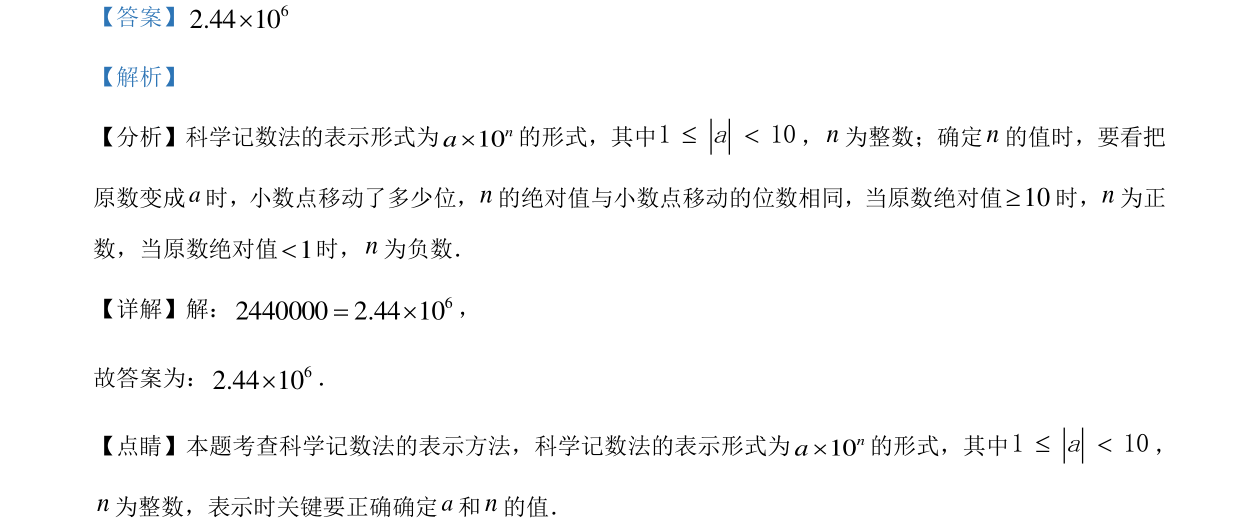 【答案】2.44×10⁶
【解析】
【分析】科学记数法的表示形式为a×10ⁿ的形式，其中1 ≤ |a| < 10，n为整数；确定n的值时，要看把
原数变成a时，小数点移动了多少位，n的绝对值与小数点移动的位数相同，当原数绝对值≥10时，n为正
数，当原数绝对值<1时，n为负数．
【详解】解：2440000=2.44×10⁶，
故答案为：2.44×10⁶．
【点睛】本题考查科学记数法的表示方法，科学记数法的表示形式为a×10ⁿ的形式，其中1 ≤ |a| < 10，
n为整数，表示时关键要正确确定a和n的值．